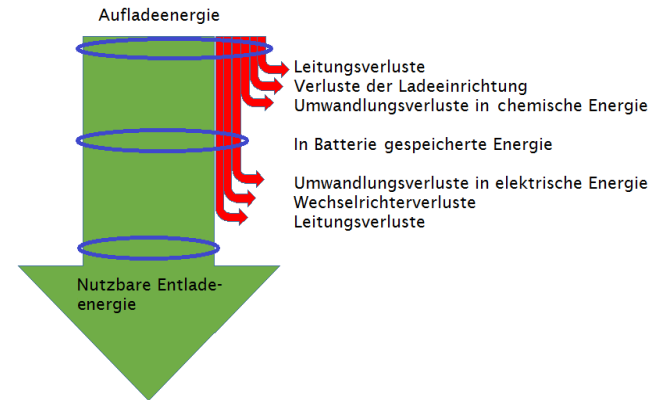 Aufladeenergie
Leitungsverluste
Verluste der Ladeeinrichtung
Umwandlungsverluste in chemische Energie
In Batterie gespeicherte Energie
Umwandlungsverluste in elektrische Energie
Wechselrichterverluste
Leitungsverluste
Nutzbare Entlade-
energie